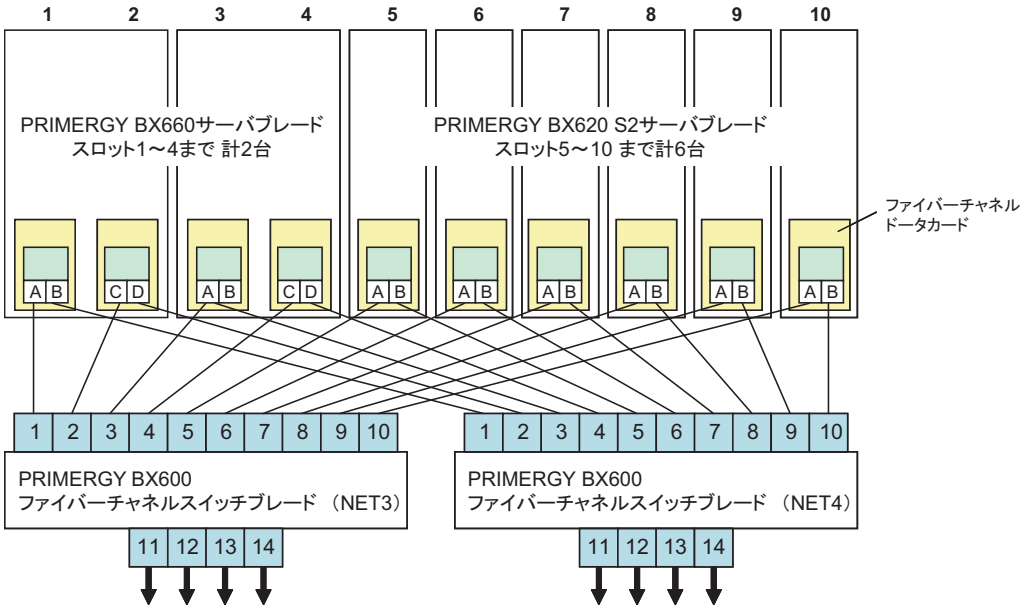 1 2 3 4 5 6 7 8 9 10
PRIMERGY BX660サーバブレード
スロット1～4まで 計2台
PRIMERGY BX620 S2サーバブレード
スロット5～10 まで計6台
ファイバーチャネル
ドータカード
A B C D A B C D A B A B A B A B A B A B
1 2 3 4 5 6 7 8 9 10
PRIMERGY BX600
ファイバーチャネルスイッチブレード （NET3）
11 12 13 14
1 2 3 4 5 6 7 8 9 10
PRIMERGY BX600
ファイバーチャネルスイッチブレード （NET4）
11 12 13 14